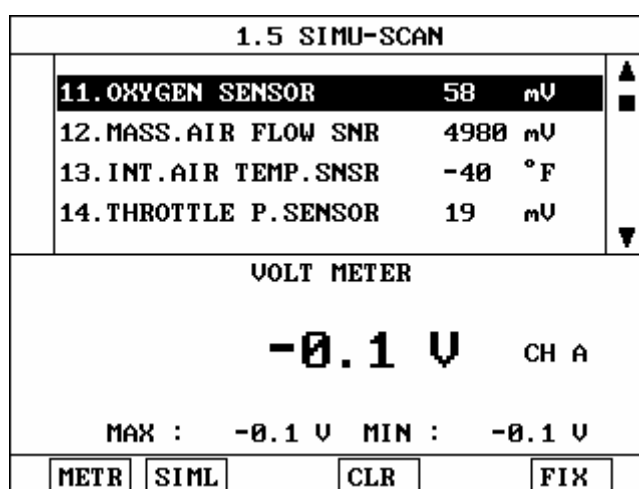 1.5 SIMU-SCAN
11.OXYGEN SENSOR 58 mV
12.MASS.AIR FLOW SNR 4980 mV
13.INT.AIR TEMP.SNSR -40 °F
14.THROTTLE P.SENSOR 19 mV
VOLT METER
-0.1 V CH A
MAX : -0.1 V MIN : -0.1 V
METR SIML CLR FIX